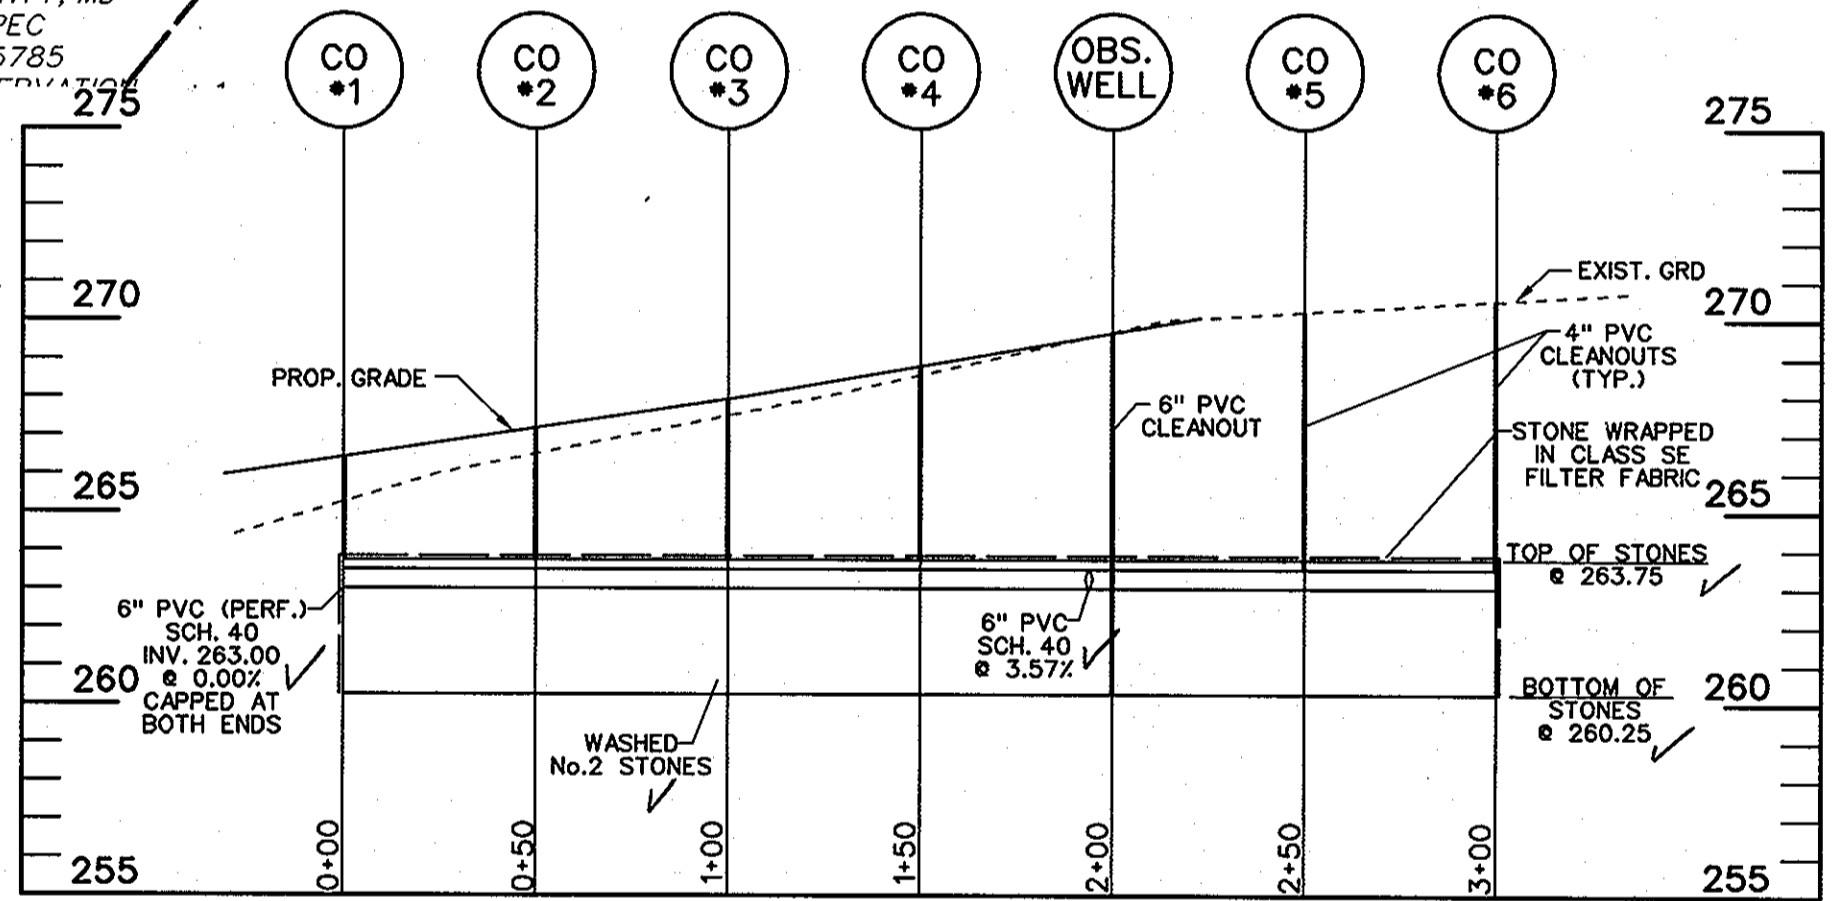 PEC
5785
CO
*1
CO
*2
CO
*3
CO
*4
OBS.
WELL
CO
*5
CO
*6
275
275
270
270
EXIST. GRD
4" PVC
CLEANOUTS
(TYP.)
PROP. GRADE
6" PVC
CLEANOUT
STONE WRAPPED
IN CLASS SE
FILTER FABRIC
265
265
TOP OF STONES
@ 263.75
6" PVC (PERF.)
SCH. 40
INV. 263.00
@ 0.00%
CAPPED AT
BOTH ENDS
6" PVC
SCH. 40
@ 3.57%
260
260
BOTTOM OF
STONES
@ 260.25
WASHED
No.2 STONES
0+00
0+50
1+00
1+50
2+00
2+50
3+00
255
255